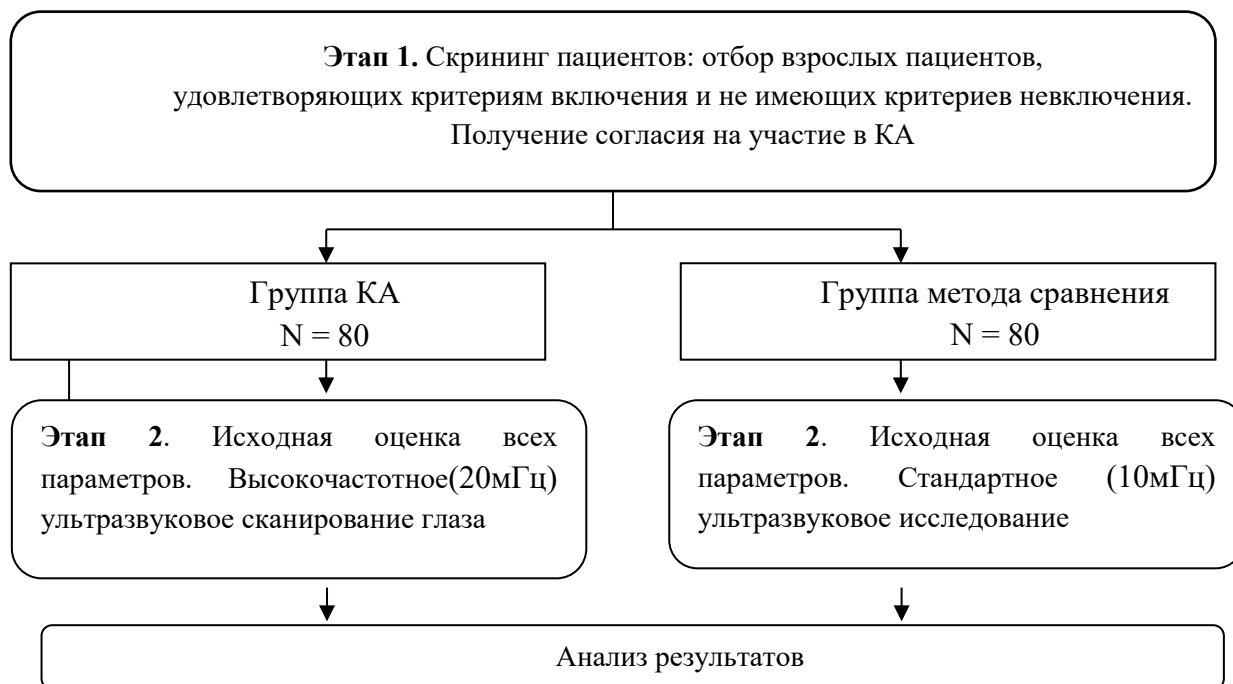 Этап 1. Скрининг пациентов: отбор взрослых пациентов,
удовлетворяющих критериям включения и не имеющих критериев невключения.
Получение согласия на участие в КА
Группа КА
N = 80
Группа метода сравнения
N = 80
Этап 2. Исходная оценка всех
параметров. Высокочастотное(20мГц)
ультразвуковое сканирование глаза
Этап 2. Исходная оценка всех
параметров. Стандартное (10мГц)
ультразвуковое исследование
Анализ результатов